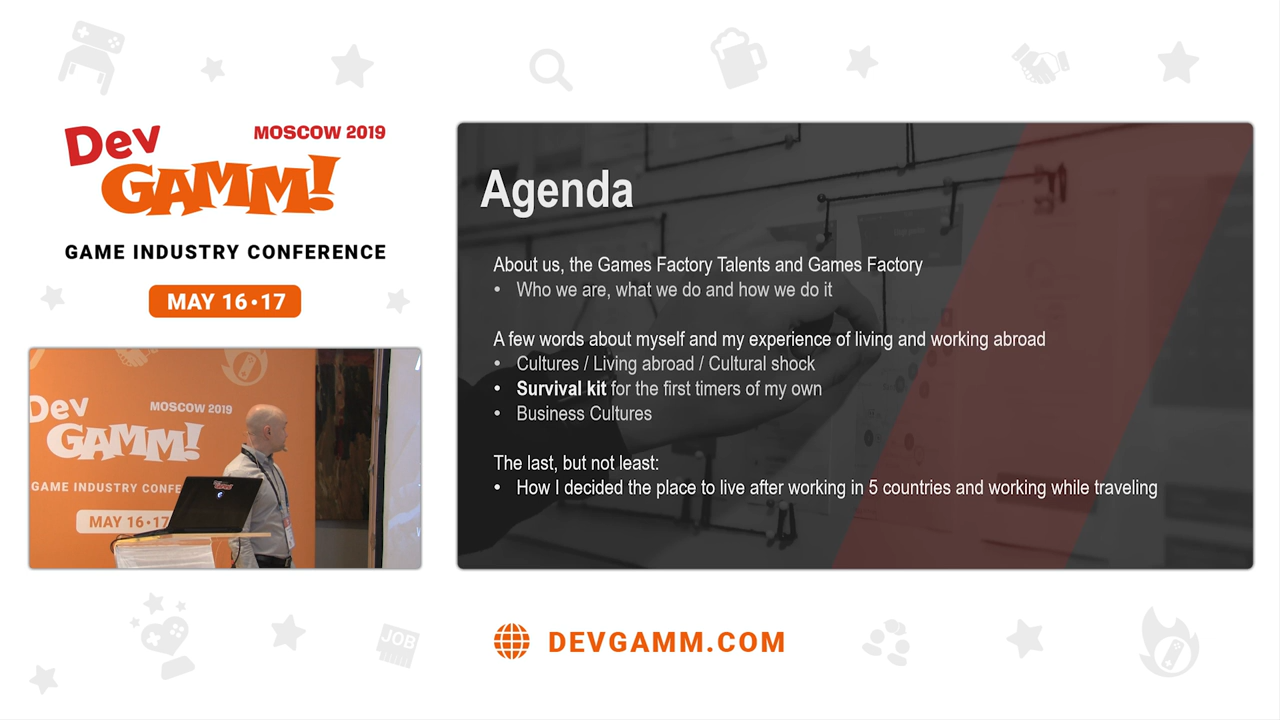 Dev
MOSCOW 2019
GAMM!
GAME INDUSTRY CONFERENCE
MAY 16•17
Dev
MOSCOW 2019
GAMM!
GAME INDUSTRY CONFE
MAY 16•17
Agenda
About us, the Games Factory Talents and Games Factory
• Who we are, what we do and how we do it
A few words about myself and my experience of living and working abroad
• Cultures / Living abroad / Cultural shock
• Survival kit for the first timers of my own
• Business Cultures
The last, but not least:
• How I decided the place to live after working in 5 countries and working while traveling
JOB
DEVGAMM.COM